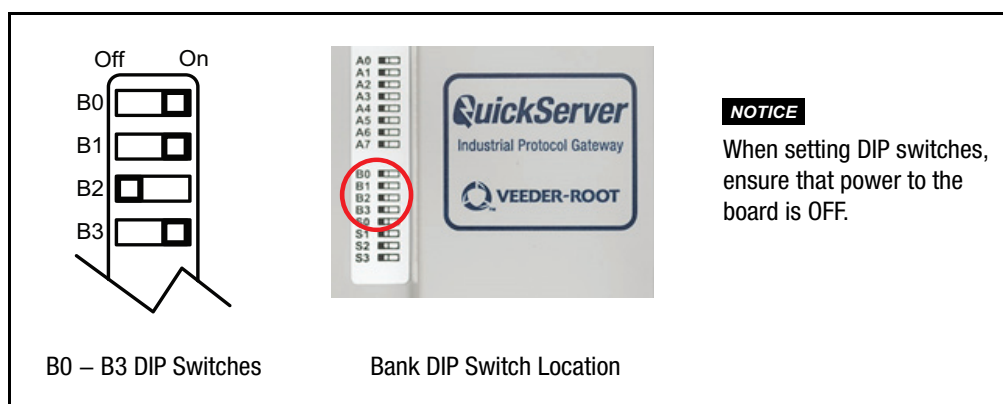 Off On
B0
B1
B2
B3
B0 – B3 DIP Switches
A0
A1
A2
A3
A4
A5
A6
A7
B0
B1
B2
B3
S0
S1
S2
S3
QuickServer
Industrial Protocol Gateway
VEEDER-ROOT
Bank DIP Switch Location
NOTICE
When setting DIP switches,
ensure that power to the
board is OFF.